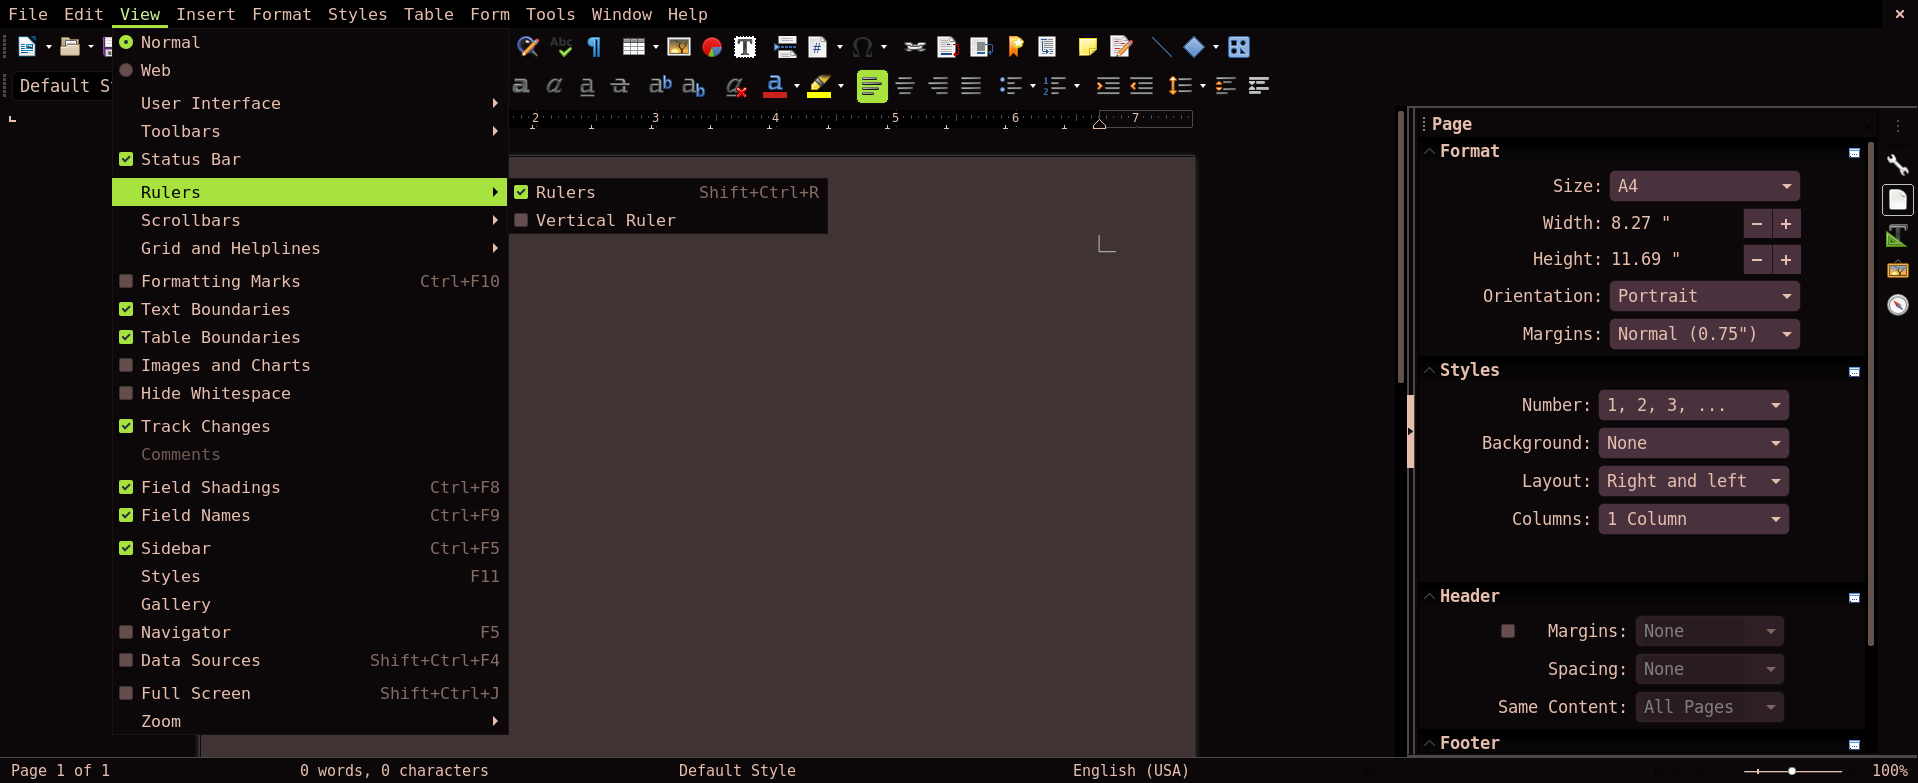 File Edit View Insert Format Styles Table Form Tools Window Help
Normal
Web
Default S
User Interface
Toolbars
Status Bar
Rulers
Scrollbars
Grid and Helplines
Formatting Marks Ctrl+F10
Text Boundaries
Table Boundaries
Images and Charts
Hide Whitespace
Track Changes
Comments
Field Shadings Ctrl+F8
Field Names Ctrl+F9
Sidebar Ctrl+F5
Styles F11
Gallery
Navigator F5
Data Sources Shift+Ctrl+F4
Full Screen Shift+Ctrl+J
Zoom
Rulers Shift+Ctrl+R
Vertical Ruler
2 3 4 5 6 7
Page
Format
Size: A4
Width: 8.27 "
Height: 11.69 "
Orientation: Portrait
Margins: Normal (0.75")
Styles
Number: 1, 2, 3, ...
Background: None
Layout: Right and left
Columns: 1 Column
Header
Margins: None
Spacing: None
Same Content: All Pages
Footer
Page 1 of 1 0 words, 0 characters Default Style English (USA) 100%